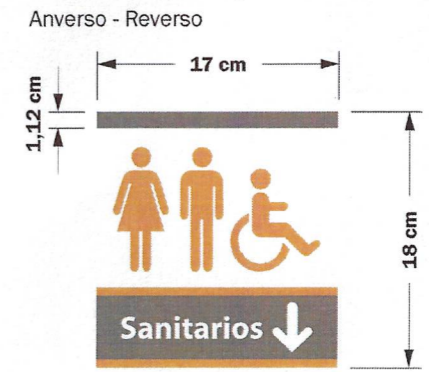 Anverso - Reverso
17 cm
1,12 cm
18 cm
Sanitarios